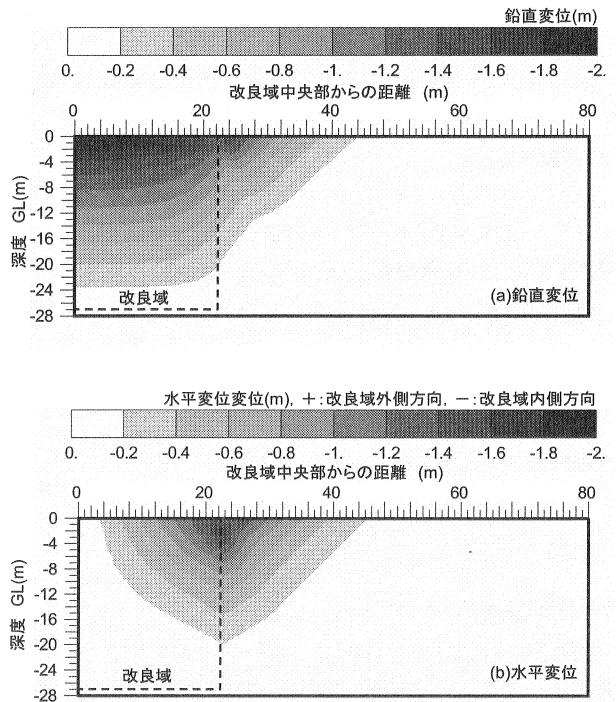 鉛直変位(m)
0. -0.2 -0.4 -0.6 -0.8 -1. -1.2 -1.4 -1.6 -1.8 -2.
改良域中央部からの距離 (m)
0 20 40 60 80
深度 GL(m)
0
-4
-8
-12
-16
-20
-24
-28
改良域
(a)鉛直変位
水平変位変位(m), +:改良域外側方向, -:改良域内側方向
0. -0.2 -0.4 -0.6 -0.8 -1. -1.2 -1.4 -1.6 -1.8 -2.
改良域中央部からの距離 (m)
0 20 40 60 80
深度 GL(m)
0
-4
-8
-12
-16
-20
-24
-28
改良域
(b)水平変位